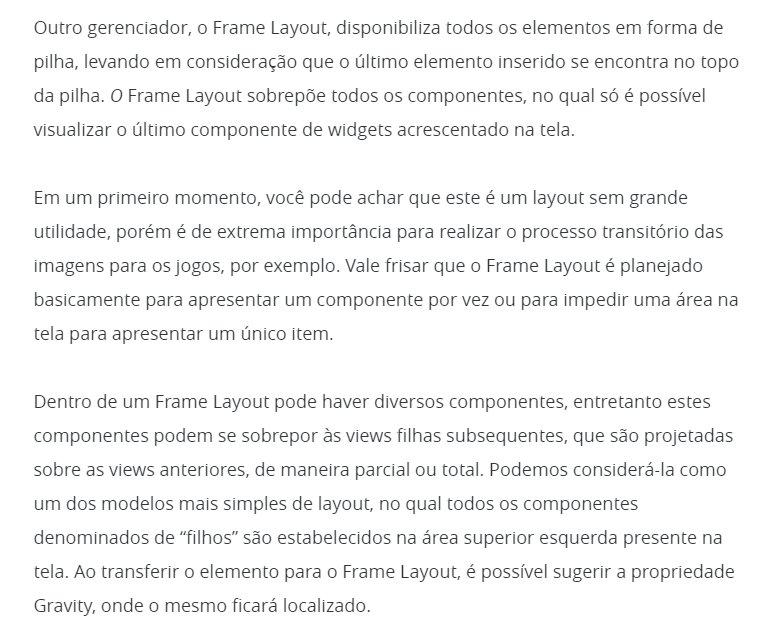 Outro gerenciador, o Frame Layout, disponibiliza todos os elementos em forma de
pilha, levando em consideração que o último elemento inserido se encontra no topo
da pilha. O Frame Layout sobrepõe todos os componentes, no qual só é possível
visualizar o último componente de widgets acrescentado na tela.
Em um primeiro momento, você pode achar que este é um layout sem grande
utilidade, porém é de extrema importância para realizar o processo transitório das
imagens para os jogos, por exemplo. Vale frisar que o Frame Layout é planejado
basicamente para apresentar um componente por vez ou para impedir uma área na
tela para apresentar um único item.
Dentro de um Frame Layout pode haver diversos componentes, entretanto estes
componentes podem se sobrepor às views filhas subsequentes, que são projetadas
sobre as views anteriores, de maneira parcial ou total. Podemos considerá-la como
um dos modelos mais simples de layout, no qual todos os componentes
denominados de “filhos” são estabelecidos na área superior esquerda presente na
tela. Ao transferir o elemento para o Frame Layout, é possível sugerir a propriedade
Gravity, onde o mesmo ficará localizado.